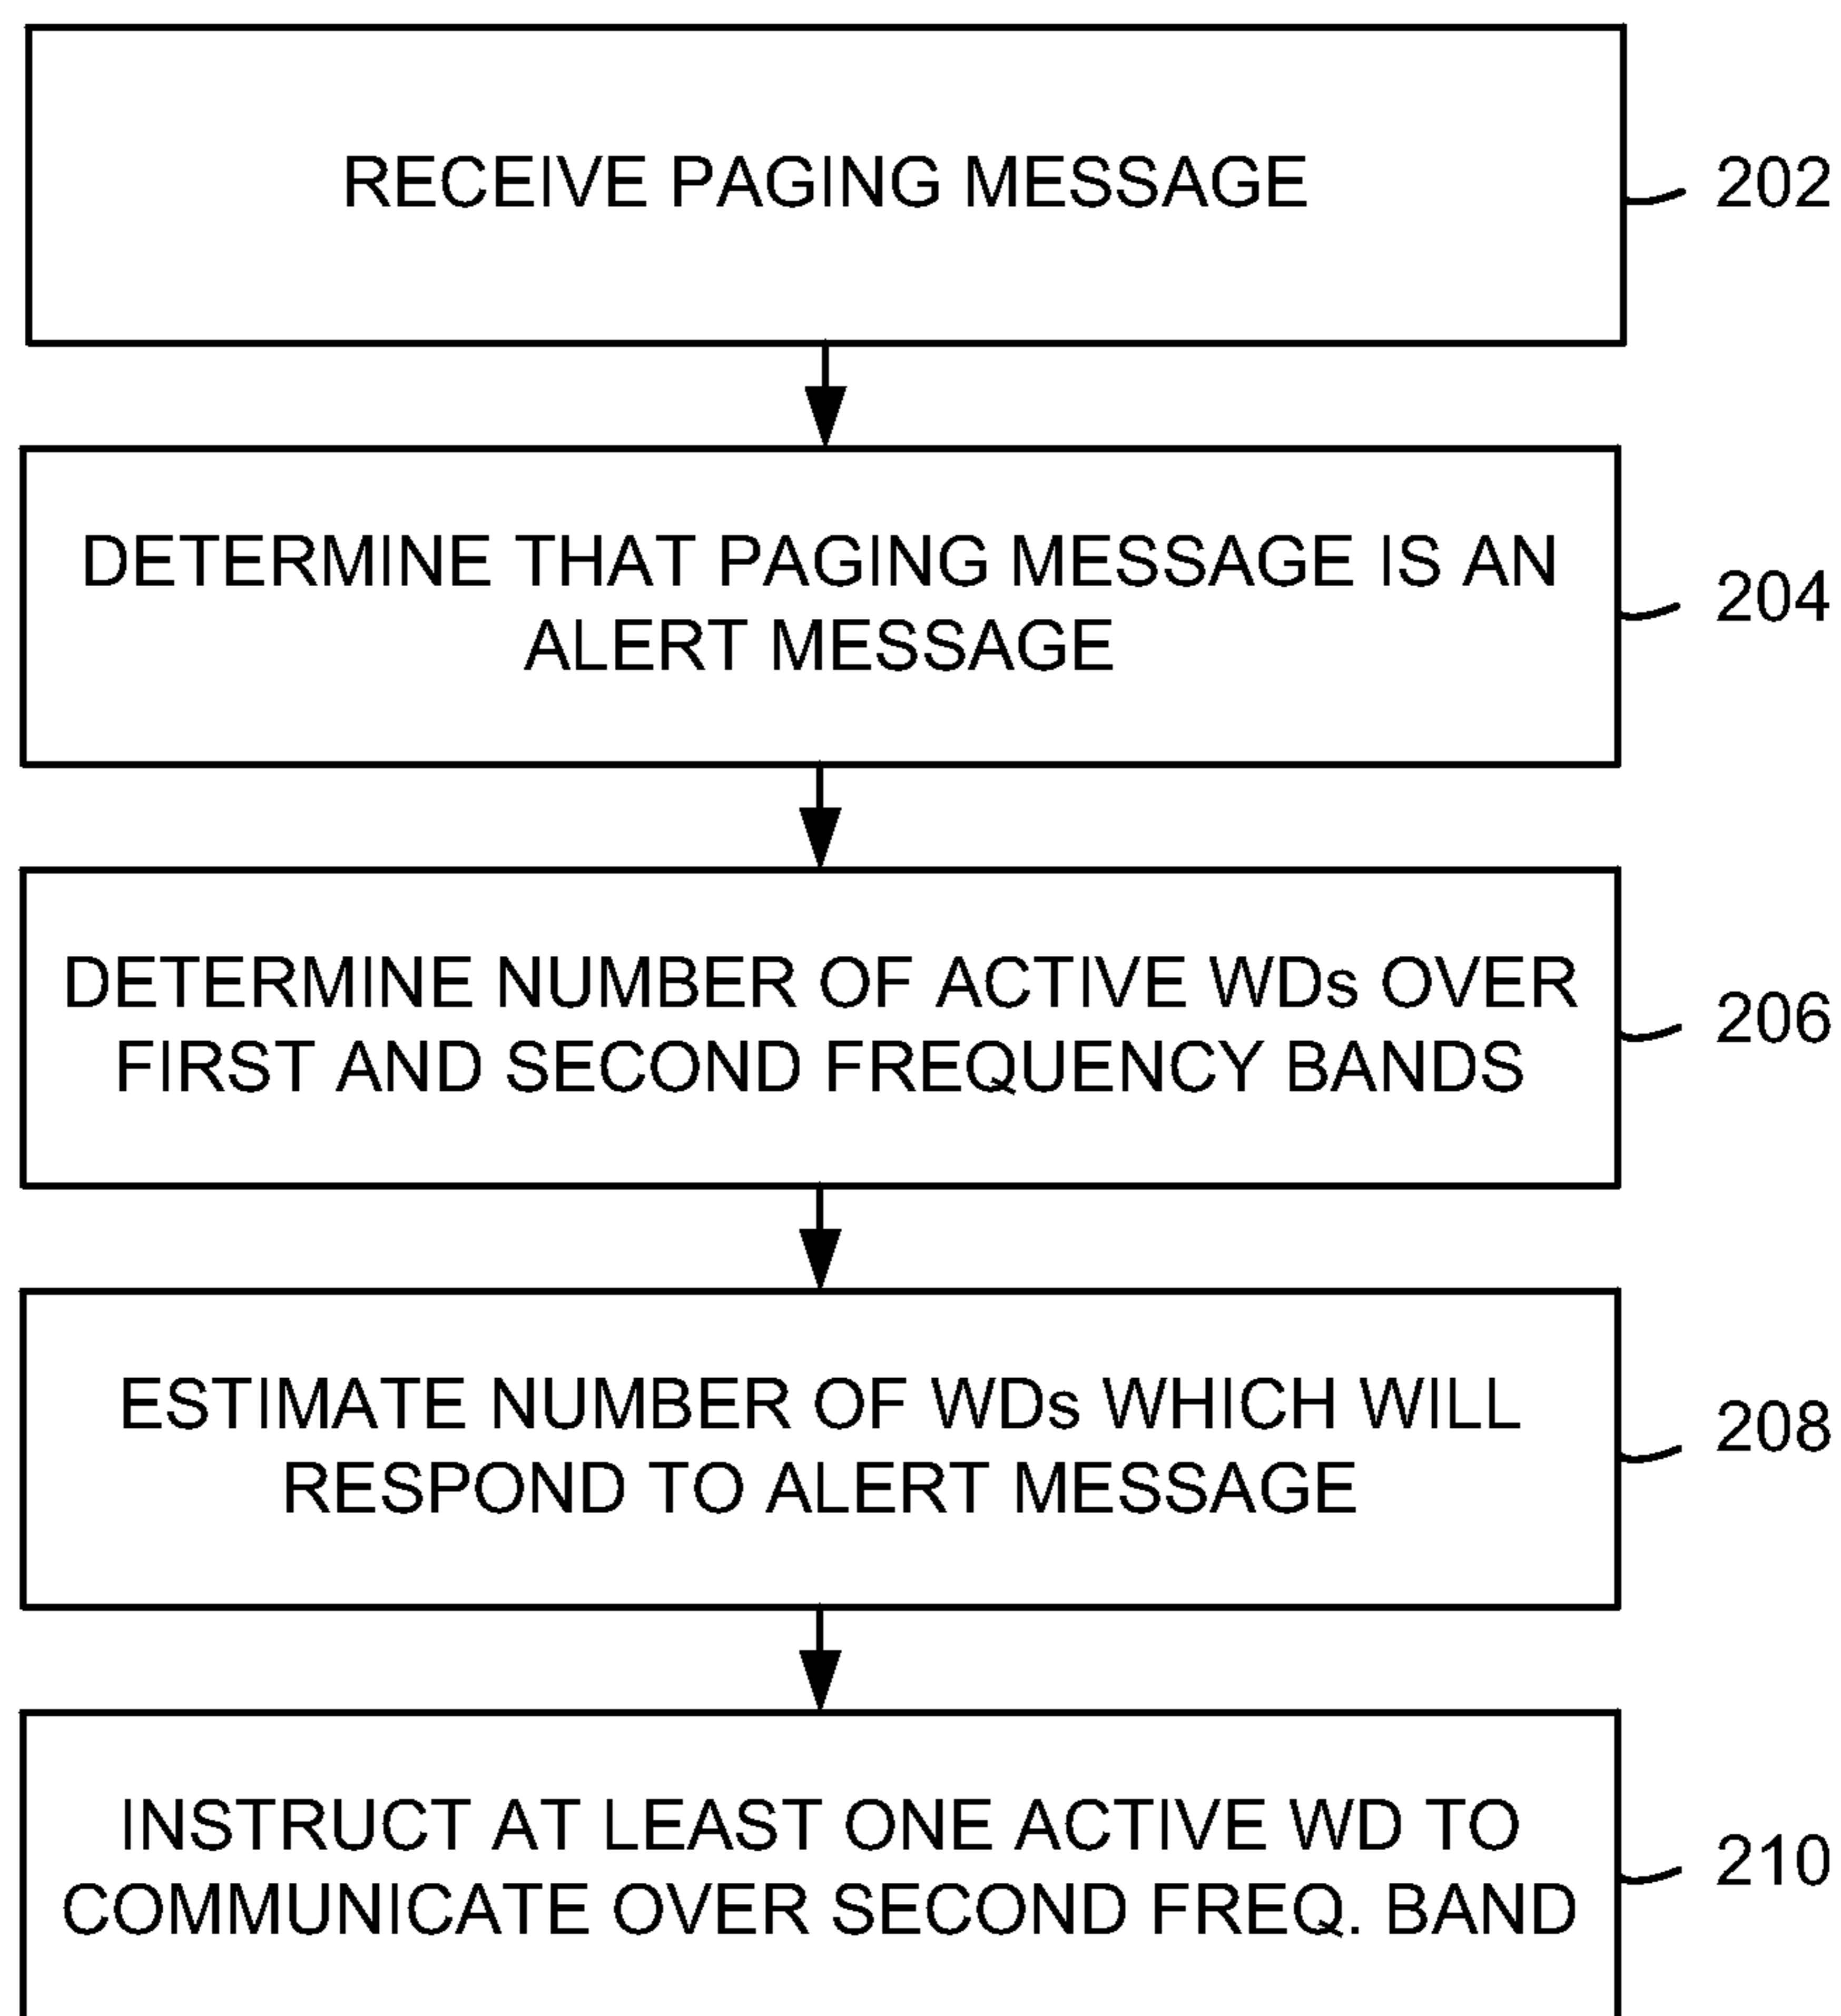 RECEIVE PAGING MESSAGE
202
DETERMINE THAT PAGING MESSAGE IS AN
ALERT MESSAGE
204
DETERMINE NUMBER OF ACTIVE WDs OVER
FIRST AND SECOND FREQUENCY BANDS
206
ESTIMATE NUMBER OF WDs WHICH WILL
RESPOND TO ALERT MESSAGE
208
INSTRUCT AT LEAST ONE ACTIVE WD TO
COMMUNICATE OVER SECOND FREQ. BAND
210